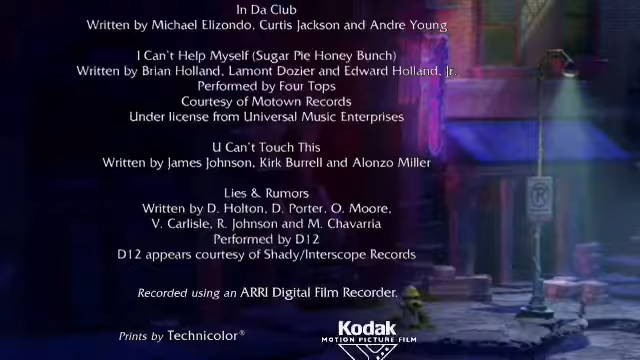 In Da Club
Written by Michael Elizondo, Curtis Jackson and Andre Young
I Can't Help Myself (Sugar Pie Honey Bunch)
Written by Brian Holland, Lamont Dozier and Edward Holland, Jr.
Performed by Four Tops
Courtesy of Motown Records
Under license from Universal Music Enterprises
U Can't Touch This
Written by James Johnson, Kirk Burrell and Alonzo Miller
Lies & Rumors
Written by D. Holton, D. Porter, O. Moore,
V. Carlisle, R. Johnson and M. Chavarria
Performed by D12
D12 appears courtesy of Shady/Interscope Records
Recorded using an ARRI Digital Film Recorder.
Prints by Technicolor®
Kodak
MOTION PICTURE FILM